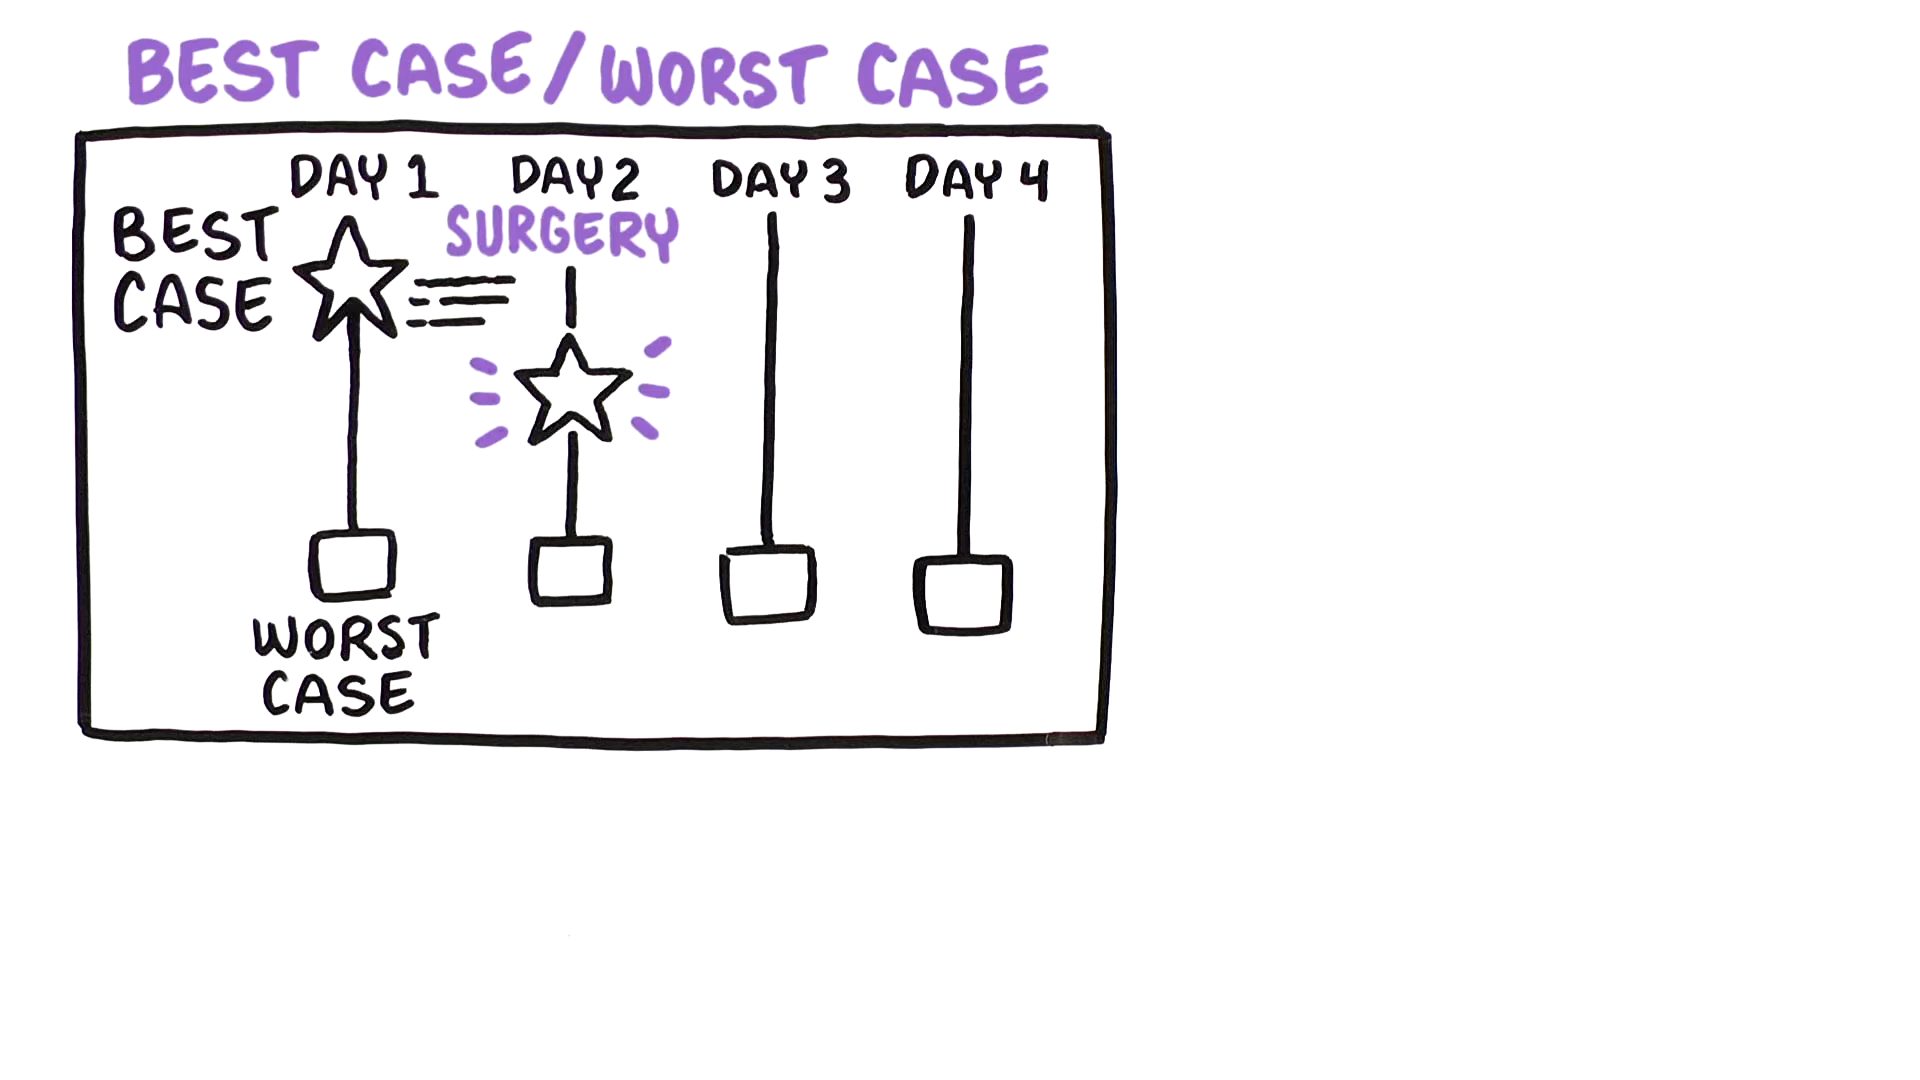 BEST CASE/WORST CASE
DAY 1 DAY 2 DAY 3 DAY 4
BEST
CASE
SURGERY
WORST
CASE